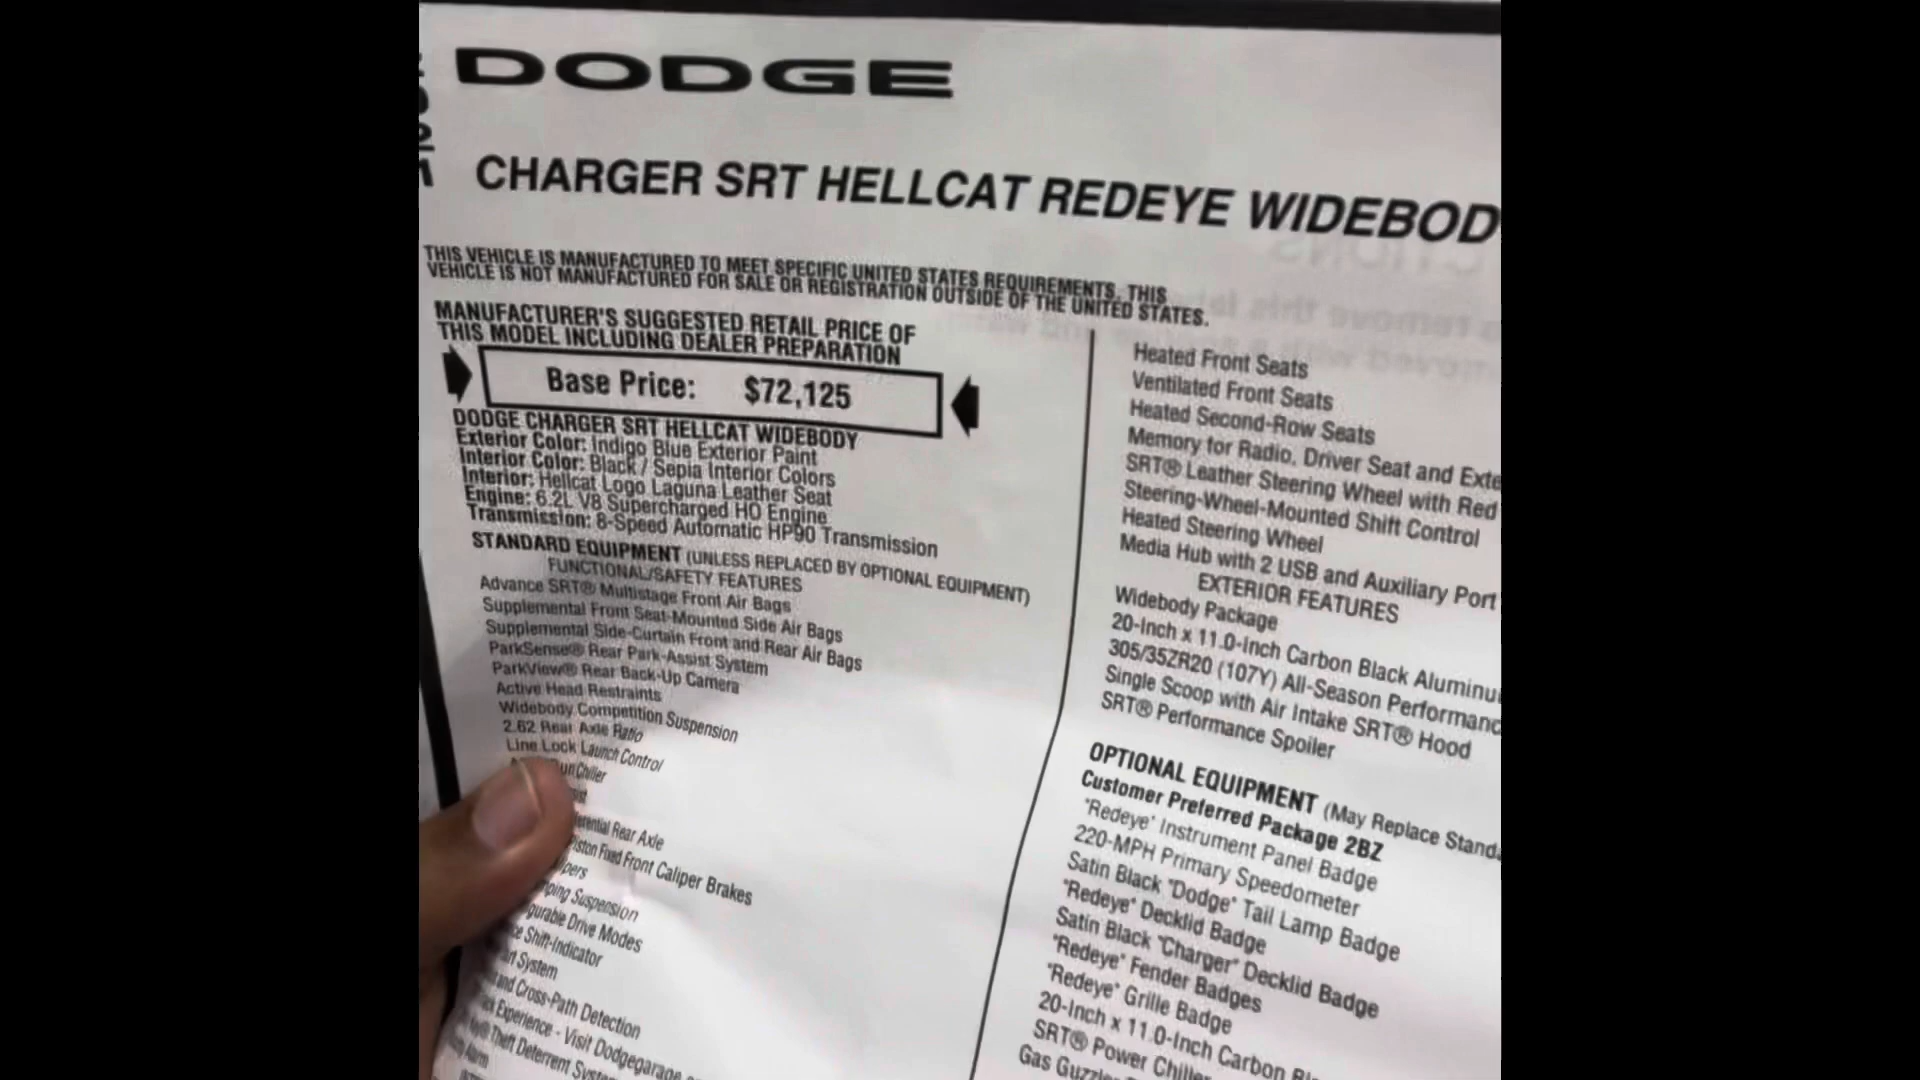 2021
DODGE
CHARGER SRT HELLCAT REDEYE WIDEBOD
THIS VEHICLE IS MANUFACTURED TO MEET SPECIFIC UNITED STATES REQUIREMENTS. THIS
VEHICLE IS NOT MANUFACTURED FOR SALE OR REGISTRATION OUTSIDE OF THE UNITED STATES.
MANUFACTURER'S SUGGESTED RETAIL PRICE OF
THIS MODEL INCLUDING DEALER PREPARATION
Base Price: $72,125
DODGE CHARGER SRT HELLCAT WIDEBODY
Exterior Color: Indigo Blue Exterior Paint
Interior Color: Black / Sepia Interior Colors
Interior: Hellcat Logo Laguna Leather Seat
Engine: 6.2L V8 Supercharged HO Engine
Transmission: 8-Speed Automatic HP90 Transmission
STANDARD EQUIPMENT (UNLESS REPLACED BY OPTIONAL EQUIPMENT)
FUNCTIONAL/SAFETY FEATURES
Advance SRT® Multistage Front Air Bags
Supplemental Front Seat-Mounted Side Air Bags
Supplemental Side-Curtain Front and Rear Air Bags
ParkSense® Rear Park-Assist System
ParkView® Rear Back-Up Camera
Active Head Restraints
Widebody Competition Suspension
2.62 Rear Axle Ratio
Line Lock Launch Control
Chiller
Rear Axle
Piston Fixed Front Caliper Brakes
Suspension
Drive Modes
Shift-Indicator
System
and Cross-Path Detection
Experience - Visit Dodgegarage
Theft Deterrent Syste
Alarm
Heated Front Seats
Ventilated Front Seats
Heated Second-Row Seats
Memory for Radio, Driver Seat and Exte
SRT® Leather Steering Wheel with Red
Steering-Wheel-Mounted Shift Control
Heated Steering Wheel
Media Hub with 2 USB and Auxiliary Port
EXTERIOR FEATURES
Widebody Package
20-Inch x 11.0-Inch Carbon Black Aluminu
305/35ZR20 (107Y) All-Season Performanc
Single Scoop with Air Intake SRT® Hood
SRT® Performance Spoiler
OPTIONAL EQUIPMENT (May Replace Standa
Customer Preferred Package 2BZ
"Redeye" Instrument Panel Badge
220-MPH Primary Speedometer
Satin Black "Dodge" Tail Lamp Badge
"Redeye" Decklid Badge
Satin Black "Charger" Decklid Badge
"Redeye" Fender Badges
"Redeye" Grille Badge
20-Inch x 11.0-Inch Carbon Bl
SRT® Power Chiller
Gas Guzzler